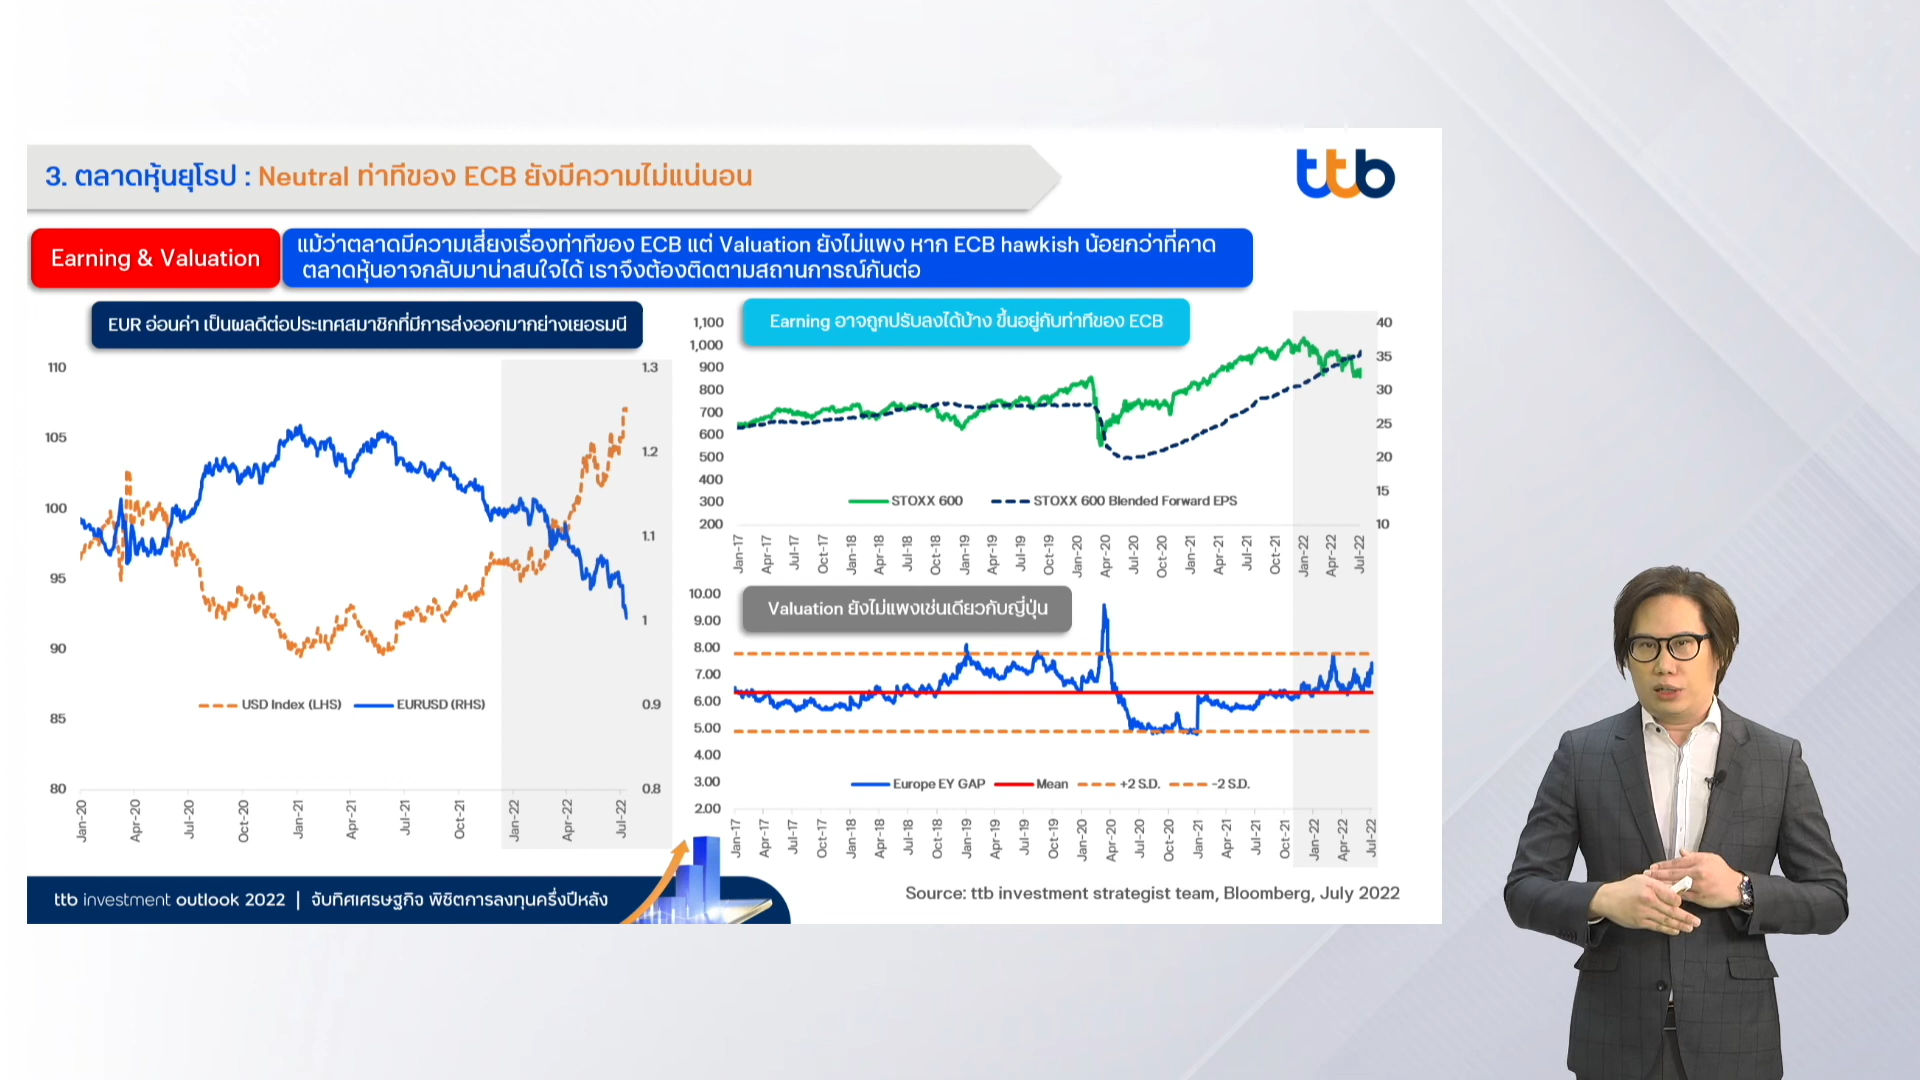 3. ตลาดหุ้นยุโรป : Neutral ท่าทีของ ECB ยังมีความไม่แน่นอน
ttb
Earning & Valuation
แม้ว่าตลาดมีความเสี่ยงเรื่องท่าทีของ ECB แต่ Valuation ยังไม่แพง หาก ECB hawkish น้อยกว่าที่คาด
ตลาดหุ้นอาจกลับมาน่าสนใจได้ เราจึงต้องติดตามสถานการณ์กันต่อ
EUR อ่อนค่า เป็นผลดีต่อประเทศสมาชิกที่มีการส่งออกมากย่างเยอรมนี
110
105
100
95
90
85
80
1.3
1.2
1.1
1
0.9
0.8
USD Index (LHS)
EURUSD (RHS)
Jan-20
Apr-20
Jul-20
Oct-20
Jan-21
Apr-21
Jul-21
Oct-21
Jan-22
Apr-22
Jul-22
Earning อาจถูกปรับลงได้บ้าง ขึ้นอยู่กับท่าทีของ ECB
1,100
1,000
900
800
700
600
500
400
300
200
40
35
30
25
20
15
10
STOXX 600
STOXX 600 Blended Forward EPS
Jan-17
Apr-17
Jul-17
Oct-17
Jan-18
Apr-18
Jul-18
Oct-18
Jan-19
Apr-19
Jul-19
Oct-19
Jan-20
Apr-20
Jul-20
Oct-20
Jan-21
Apr-21
Jul-21
Oct-21
Jan-22
Apr-22
Jul-22
Valuation ยังไม่แพงเช่นเดียวกับญี่ปุ่น
10.00
9.00
8.00
7.00
6.00
5.00
4.00
3.00
2.00
Europe EY GAP
Mean
+2 S.D.
-2 S.D.
Jan-17
Apr-17
Jul-17
Oct-17
Jan-18
Apr-18
Jul-18
Oct-18
Jan-19
Apr-19
Jul-19
Oct-19
Jan-20
Apr-20
Jul-20
Oct-20
Jan-21
Apr-21
Jul-21
Oct-21
Jan-22
Apr-22
Jul-22
ttb investment outlook 2022 | จับทิศเศรษฐกิจ พิชิตการลงทุนครึ่งปีหลัง
Source: ttb investment strategist team, Bloomberg, July 2022